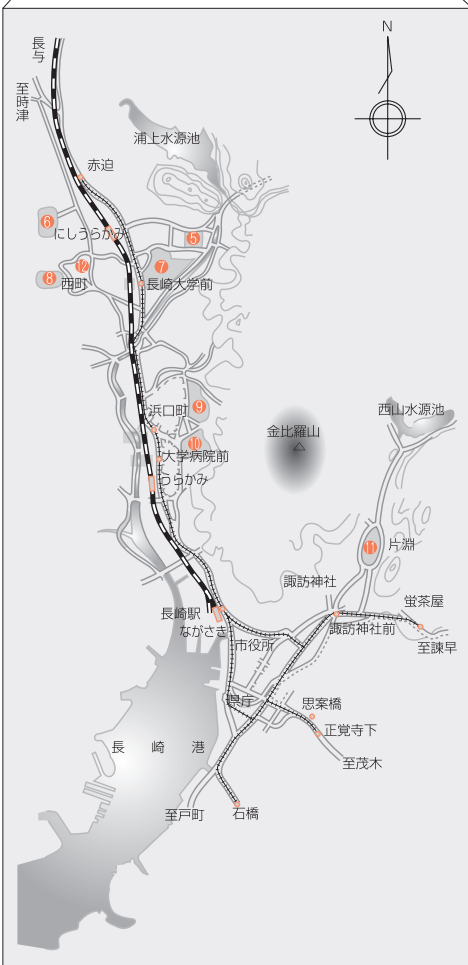 N
長与
至時津
浦上水源池
赤迫
⑥
にしうらかみ
⑤
⑦
⑫
⑧
西町
長崎大学前
⑨
浜口町
⑩
大学病院前
うらかみ
金比羅山
西山水源池
⑪
片淵
諏訪神社
蛍茶屋
長崎駅
ながさき
諏訪神社前
至諫早
市役所
県庁
思案橋
正覚寺下
長崎港
至茂木
至戸町
石橋